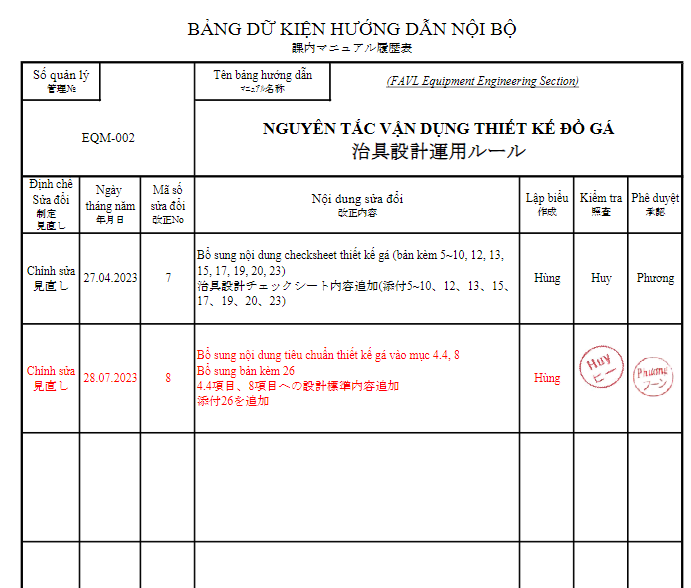 BẢNG DỮ KIỆN HƯỚNG DẪN NỘI BỘ
課内マニュアル履歴表
Số quản lý
管理№
Tên bảng hướng dẫn
マニュアル名称
(FAVL Equipment Engineering Section)
EQM-002
NGUYÊN TẮC VẬN DỤNG THIẾT KẾ ĐỒ GÁ
治具設計運用ルール
Định chế
Sửa đổi
制定
見直し
Ngày
tháng năm
年月日
Mã số
sửa đổi
改正No
Nội dung sửa đổi
改正内容
Lập biểu
作成
Kiểm tra
照査
Phê duyệt
承認
Chỉnh sửa
見直し
27.04.2023
7
Bổ sung nội dung checksheet thiết kế gá (bản kèm 5~10, 12, 13,
15, 17, 19, 20, 23)
治具設計チェックシート内容追加(添付5~10、12、13、15、
17、19、20、23)
Hùng
Huy
Phương
Chỉnh sửa
見直し
28.07.2023
8
Bổ sung nội dung tiêu chuẩn thiết kế gá vào mục 4.4, 8
Bổ sung bản kèm 26
4.4項目、8項目への設計標準内容追加
添付26を追加
Hùng
Huy
ヒー
Phương
フーン